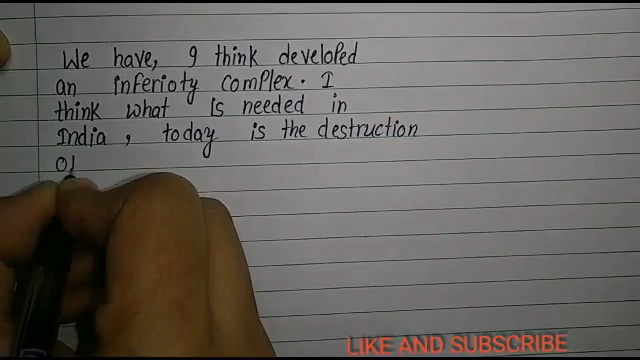 We have, I think developed
an inferioty complex. I
think what is needed in
India, today is the destruction
LIKE AND SUBSCRIBE